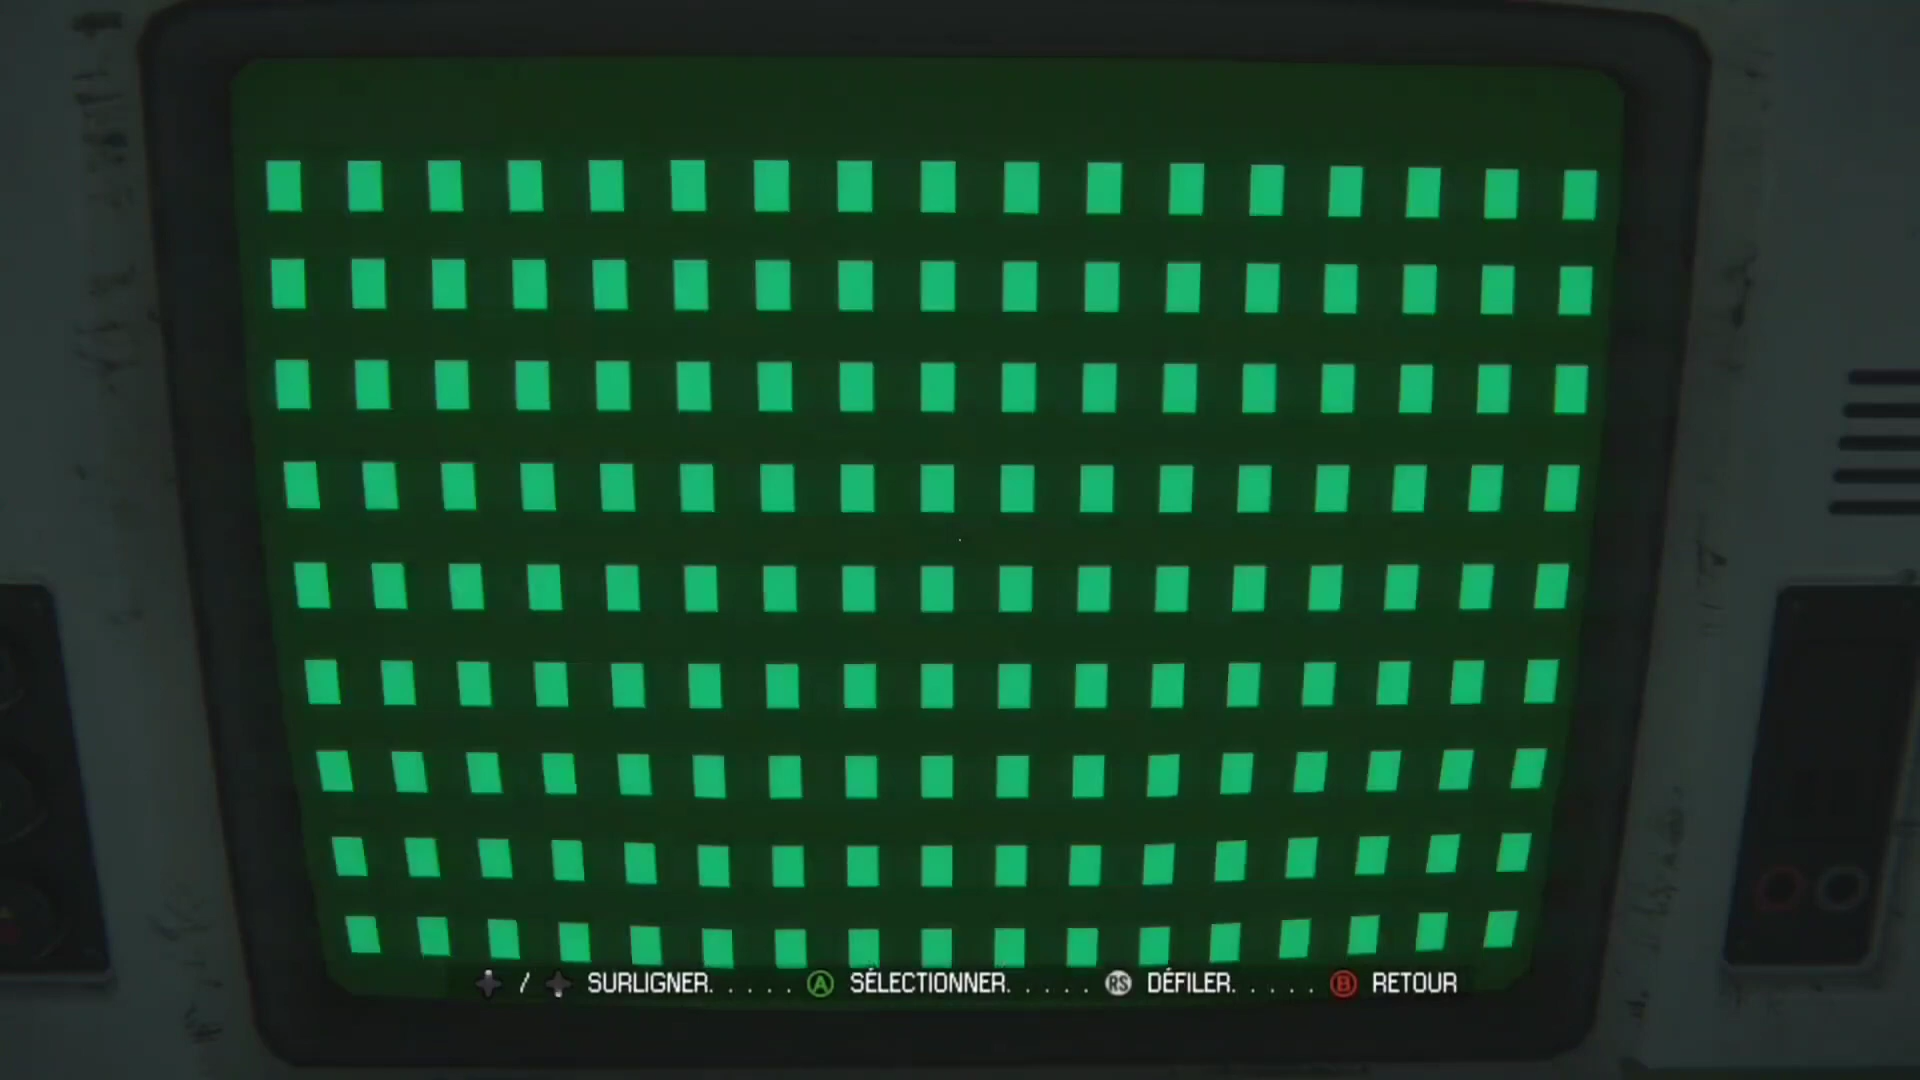 / SURLIGNER. . . . . A SÉLECTIONNER. . . . . RS DÉFILER. . . . . B RETOUR